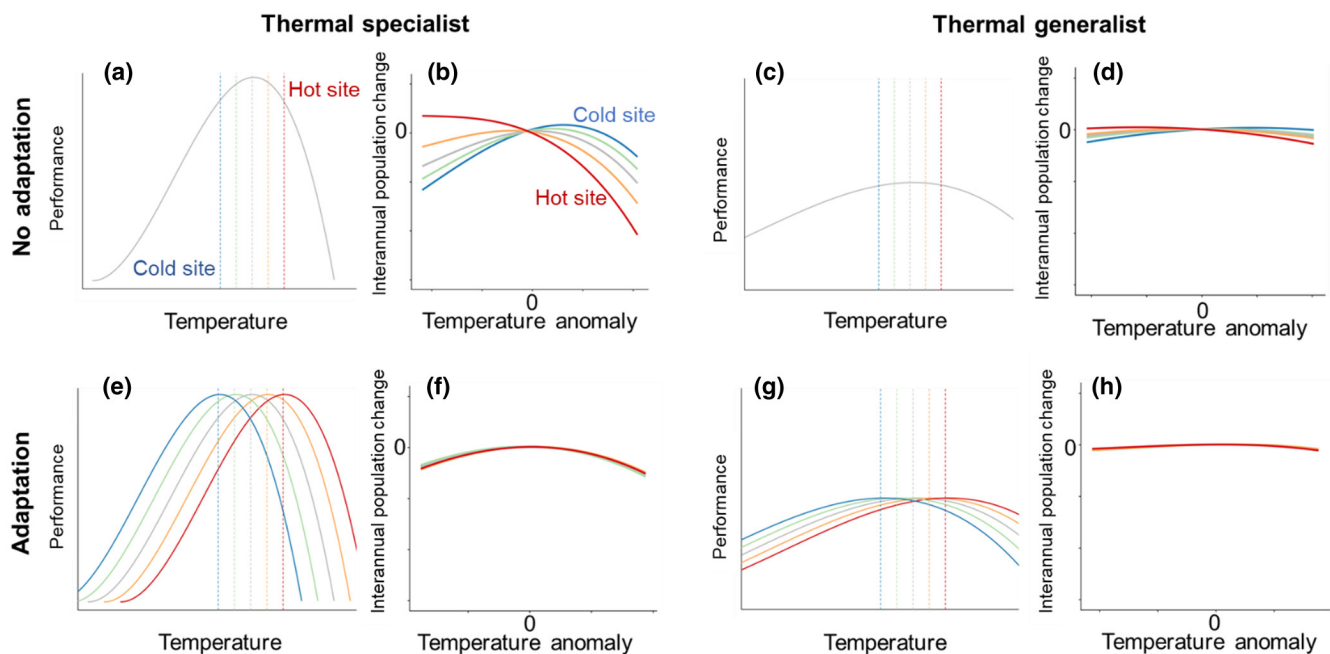 Thermal specialist
Thermal generalist
No adaptation
(a)
Hot site
Cold site
Performance
Temperature
(b)
Cold site
Hot site
0
Interannual population change
0
Temperature anomaly
(c)
Performance
Temperature
(d)
0
Interannual population change
0
Temperature anomaly
Adaptation
(e)
Performance
Temperature
(f)
0
Interannual population change
0
Temperature anomaly
(g)
Performance
Temperature
(h)
0
Interannual population change
0
Temperature anomaly